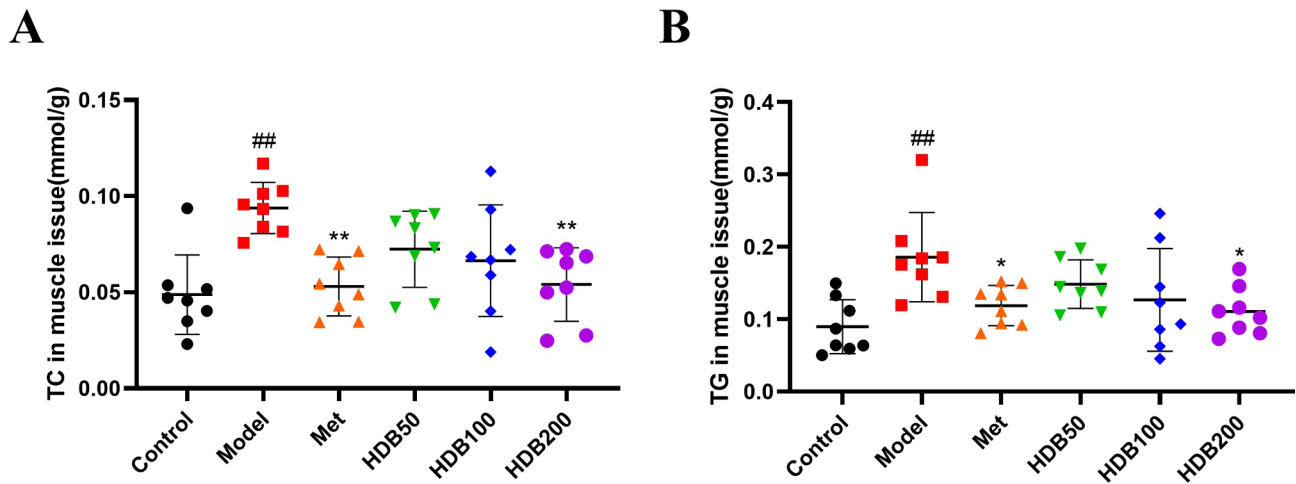 A
TC in muscle issue(mmol/g)
0.15
0.10
0.05
0.00
##
**
**
Control
Model
Met
HDB50
HDB100
HDB200
B
TG in muscle issue(mmol/g)
0.4
0.3
0.2
0.1
0.0
##
*
*
Control
Model
Met
HDB50
HDB100
HDB200